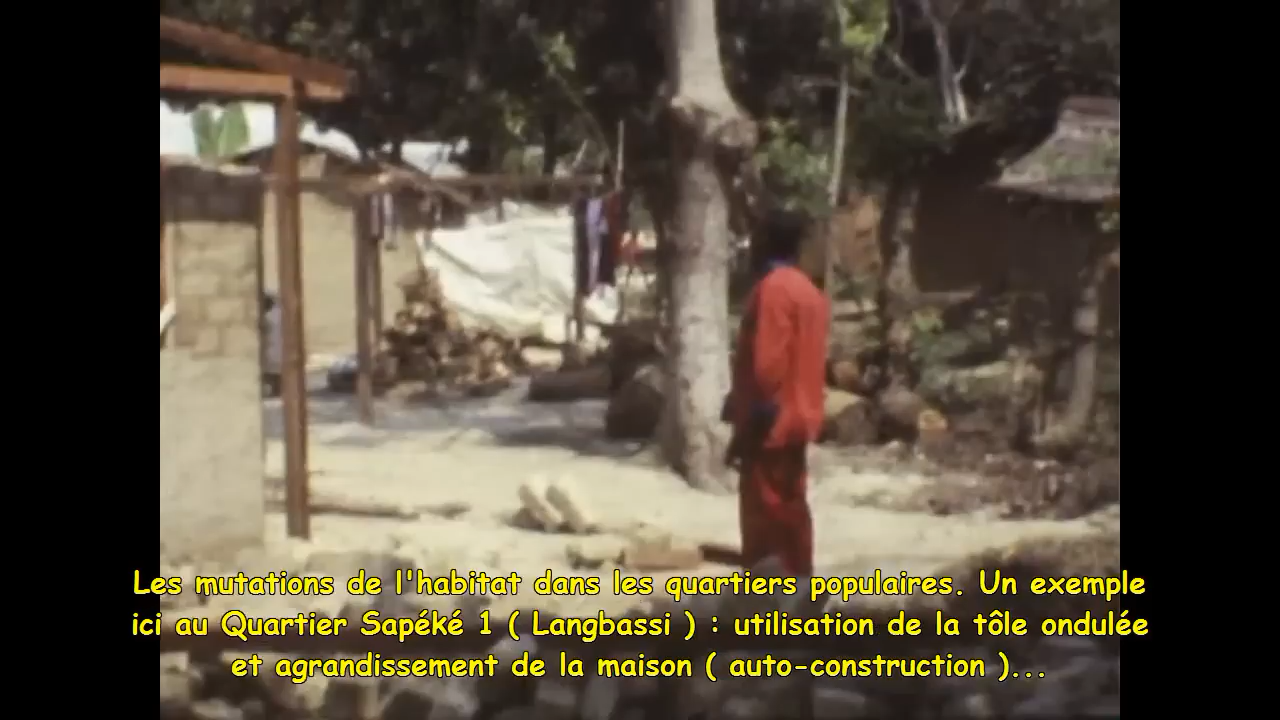 Les mutations de l'habitat dans les quartiers populaires. Un exemple
ici au Quartier Sapéké 1 ( Langbassi ) : utilisation de la tôle ondulée
et agrandissement de la maison ( auto-construction )...